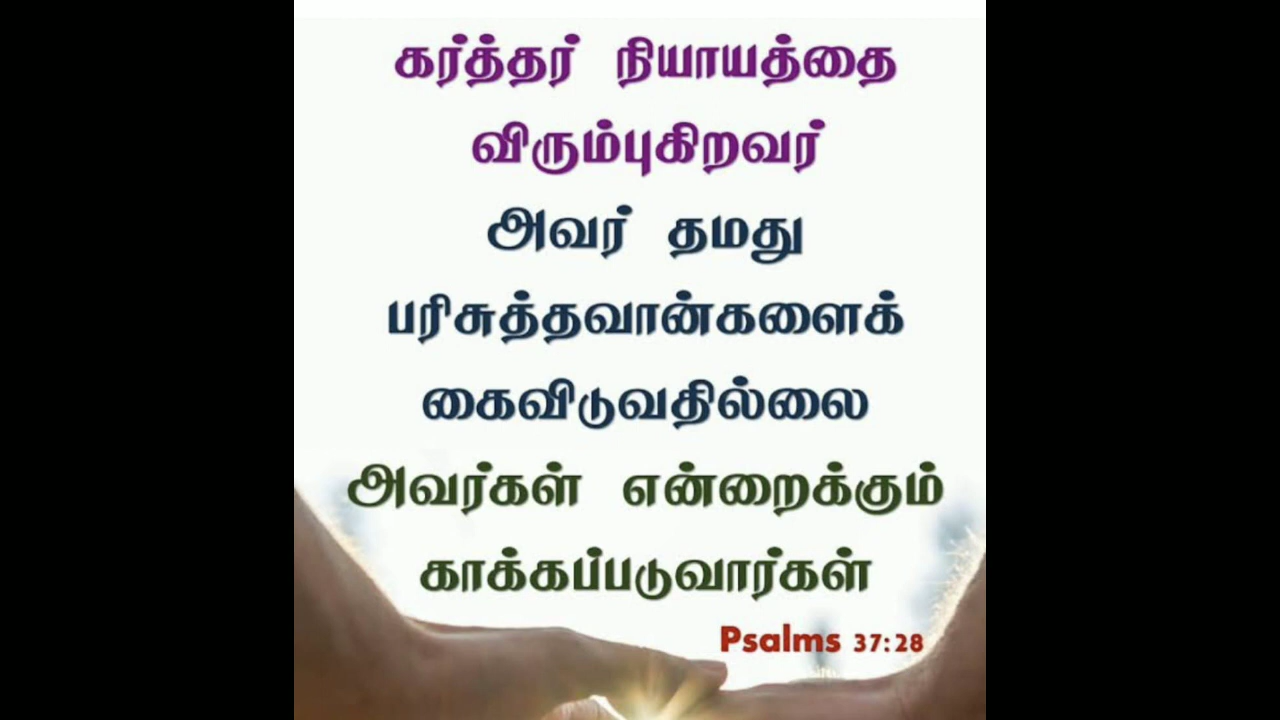 கர்த்தர் நியாயத்தை
விரும்புகிறவர்
அவர் தமது
பரிசுத்தவான்களைக்
கைவிடுவதில்லை
அவர்கள் என்றைக்கும்
காக்கப்படுவார்கள்
Psalms 37:28